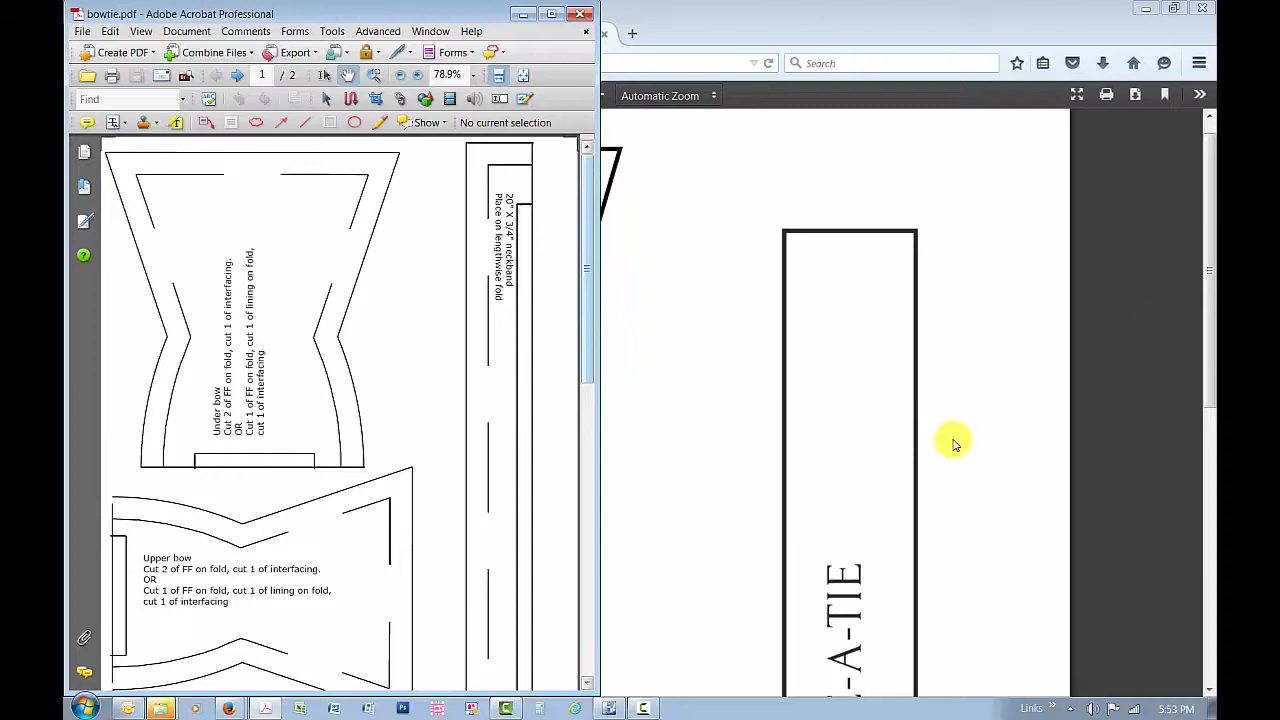 bowtie.pdf - Adobe Acrobat Professional
File Edit View Document Comments Forms Tools Advanced Window Help
Create PDF Combine Files Export Forms
1 / 2 78.9%
Find
Show No current selection
Search
Automatic Zoom
20" X 3/4" neckband
Place on lengthwise fold
Under bow
Cut 2 of FF on fold, cut 1 of interfacing.
OR
Cut 1 of FF on fold, cut 1 of lining on fold,
cut 1 of interfacing
Upper bow
Cut 2 of FF on fold, cut 1 of interfacing.
OR
Cut 1 of FF on fold, cut 1 of lining on fold,
cut 1 of interfacing
-A-TIE
Links 5:53 PM